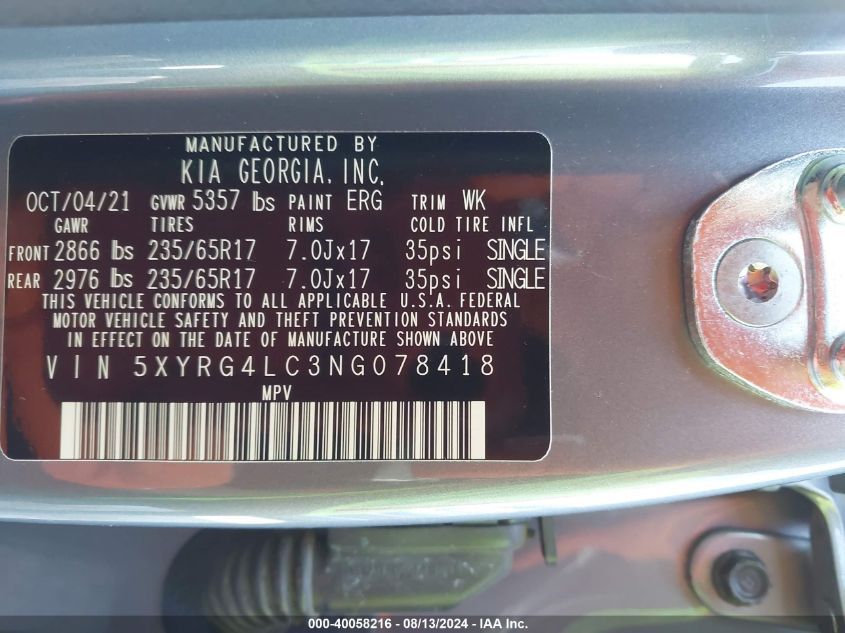 MANUFACTURED BY
KIA GEORGIA, INC.
OCT/04/21 GVWR 5357 lbs PAINT ERG TRIM WK
GAWR TIRES RIMS COLD TIRE INFL
FRONT 2866 lbs 235/65R17 7.0Jx17 35psi SINGLE
REAR 2976 lbs 235/65R17 7.0Jx17 35psi SINGLE
THIS VEHICLE CONFORMS TO ALL APPLICABLE U.S.A. FEDERAL
MOTOR VEHICLE SAFETY AND THEFT PREVENTION STANDARDS
IN EFFECT ON THE DATE OF MANUFACTURE SHOWN ABOVE
VIN 5XYRG4LC3NG078418
MPV
000-40058216 - 08/13/2024 - IAA Inc.